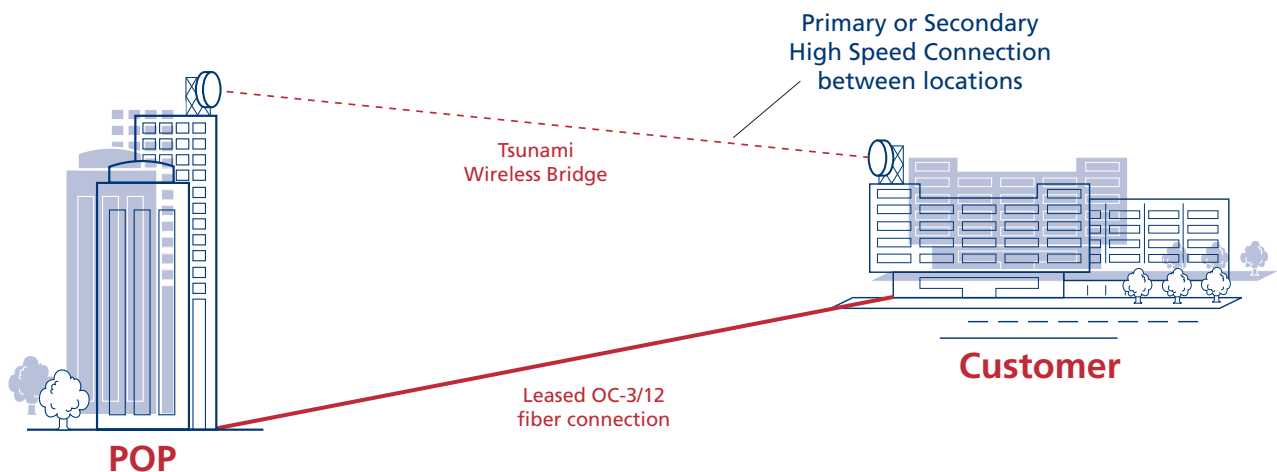 Primary or Secondary
High Speed Connection
between locations
Tsunami
Wireless Bridge
Leased OC-3/12
fiber connection
Customer
POP